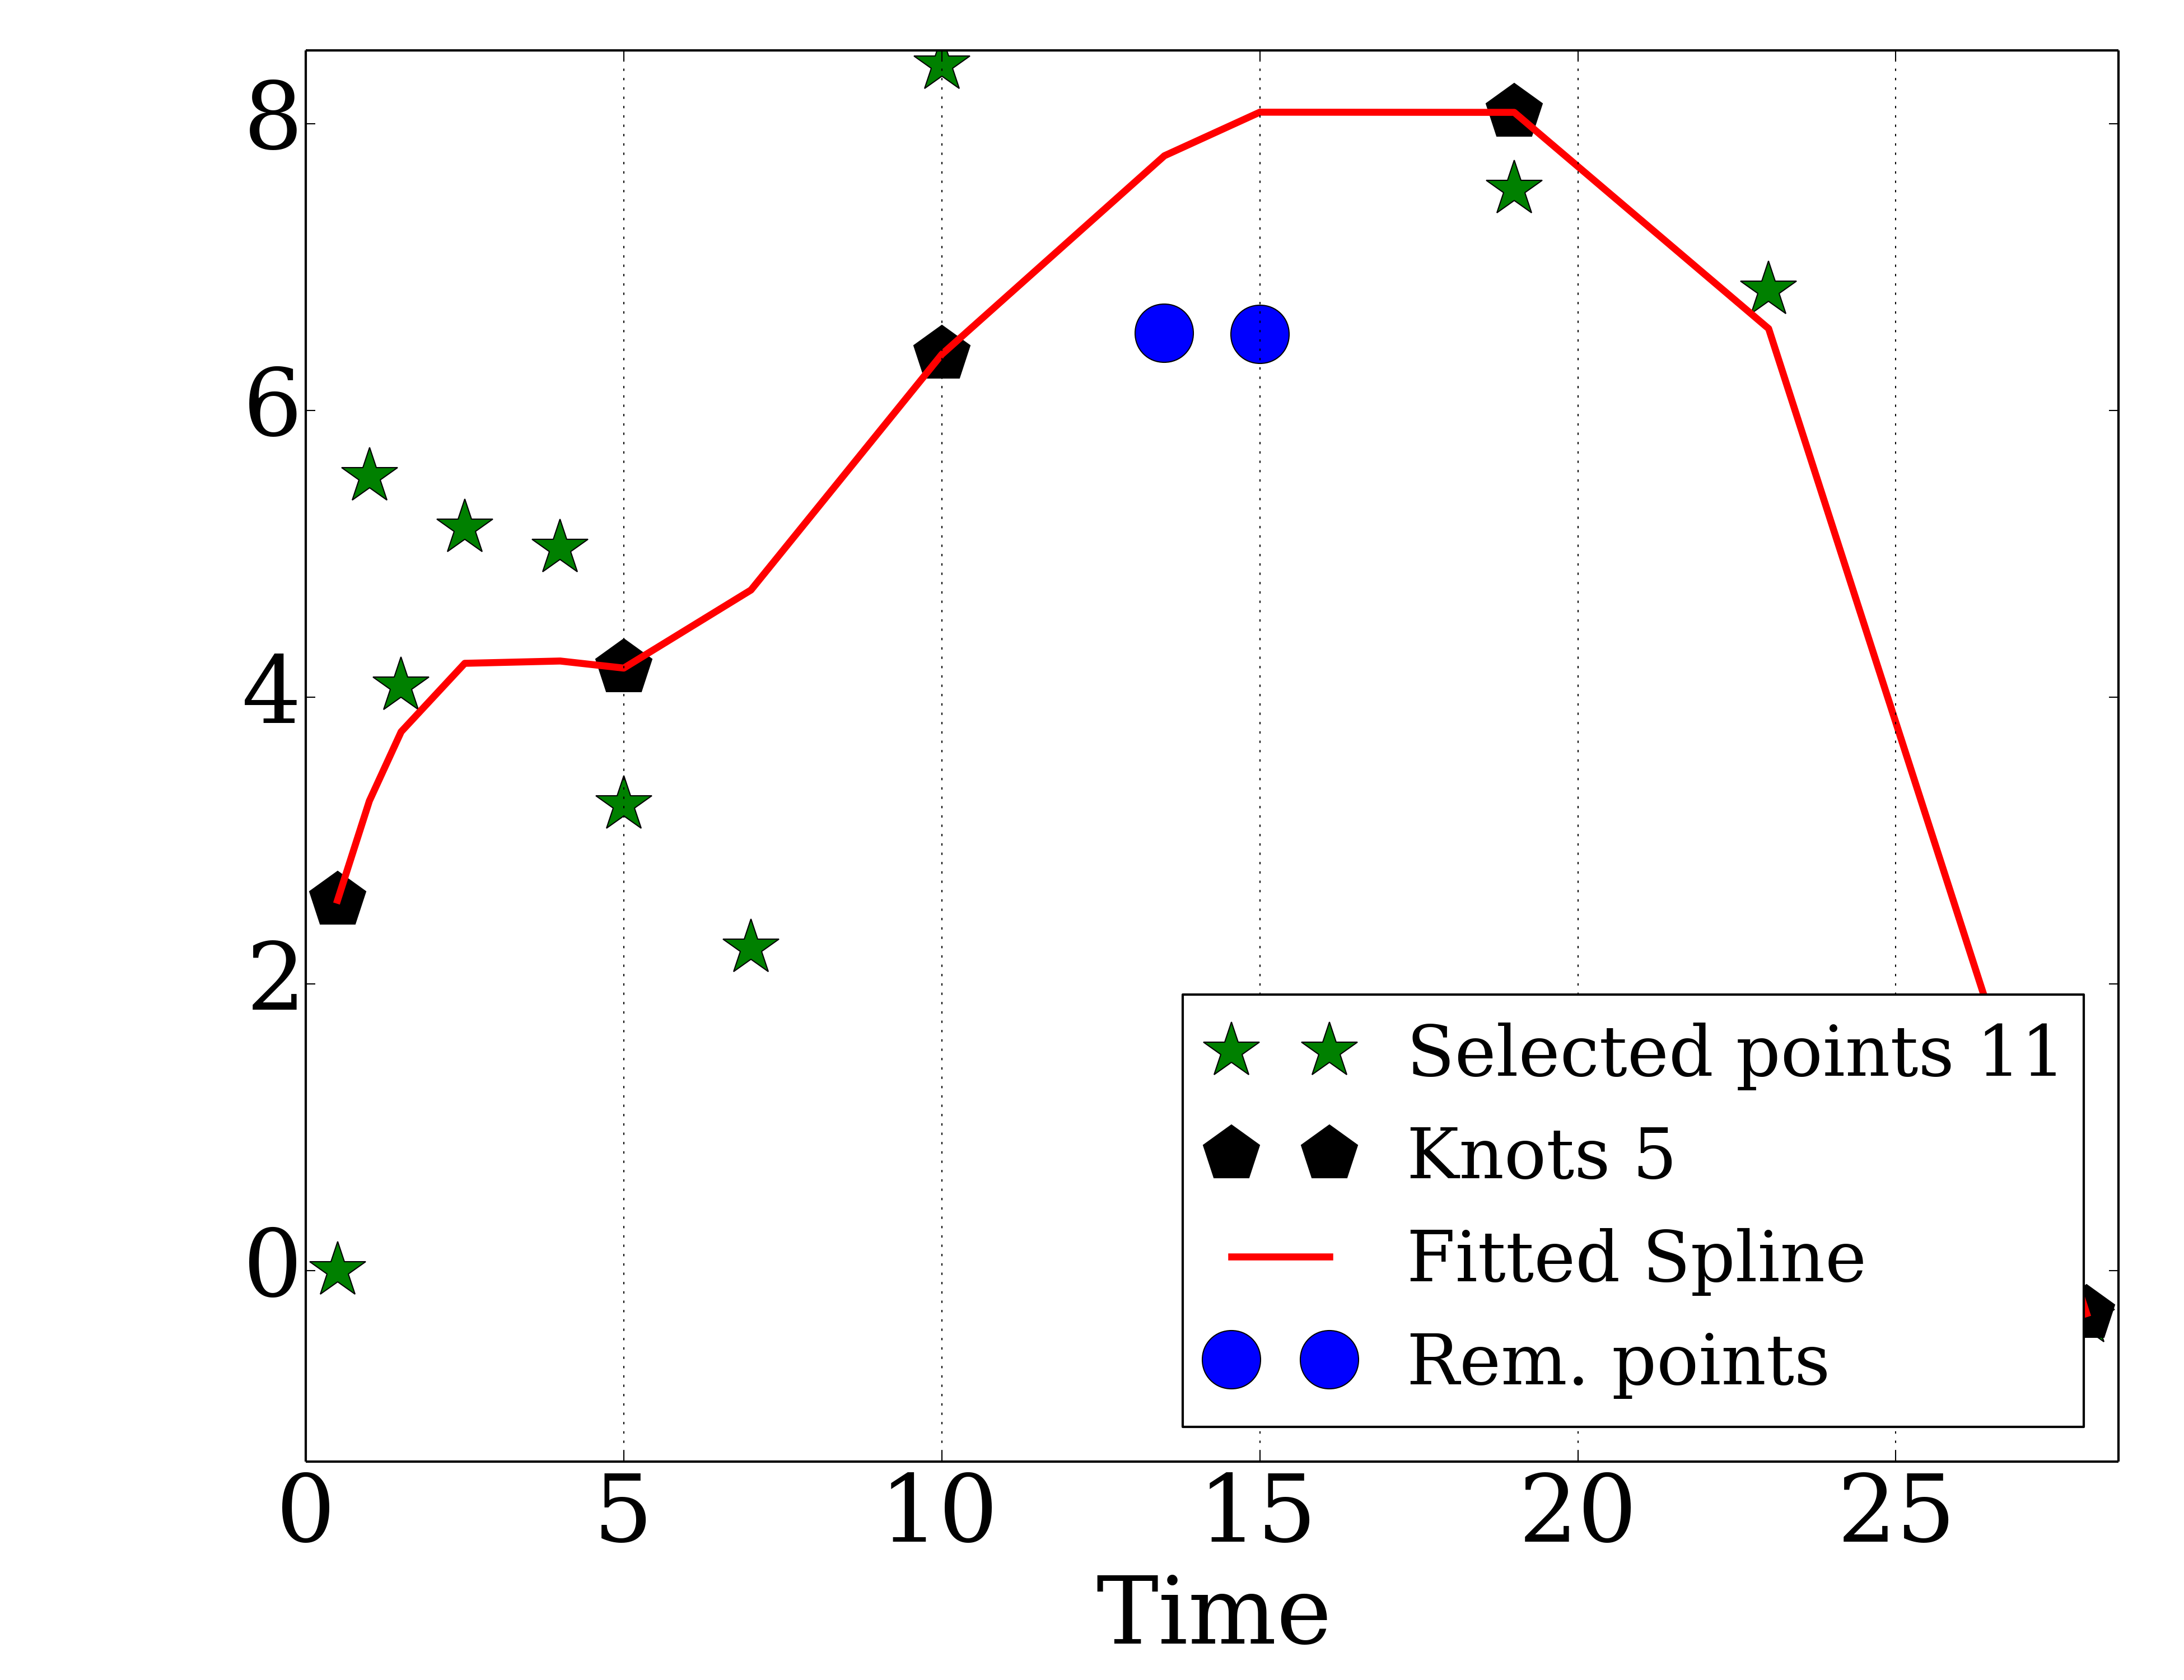 8
6
4
2
0
Selected points 11
Knots 5
Fitted Spline
Rem. points
0 5 10 15 20 25
Time